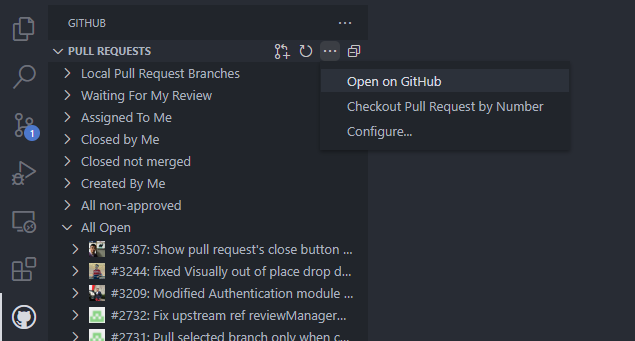 GITHUB
PULL REQUESTS
Local Pull Request Branches
Open on GitHub
Waiting For My Review
Checkout Pull Request by Number
Assigned To Me
Configure...
1
Closed by Me
Closed not merged
Created By Me
All non-approved
All Open
#3507: Show pull request's close button ...
#3244: fixed Visually out of place drop d...
#3209: Modified Authentication module ...
#2732: Fix upstream ref reviewManager...
#2731: Pull selected branch only when c...